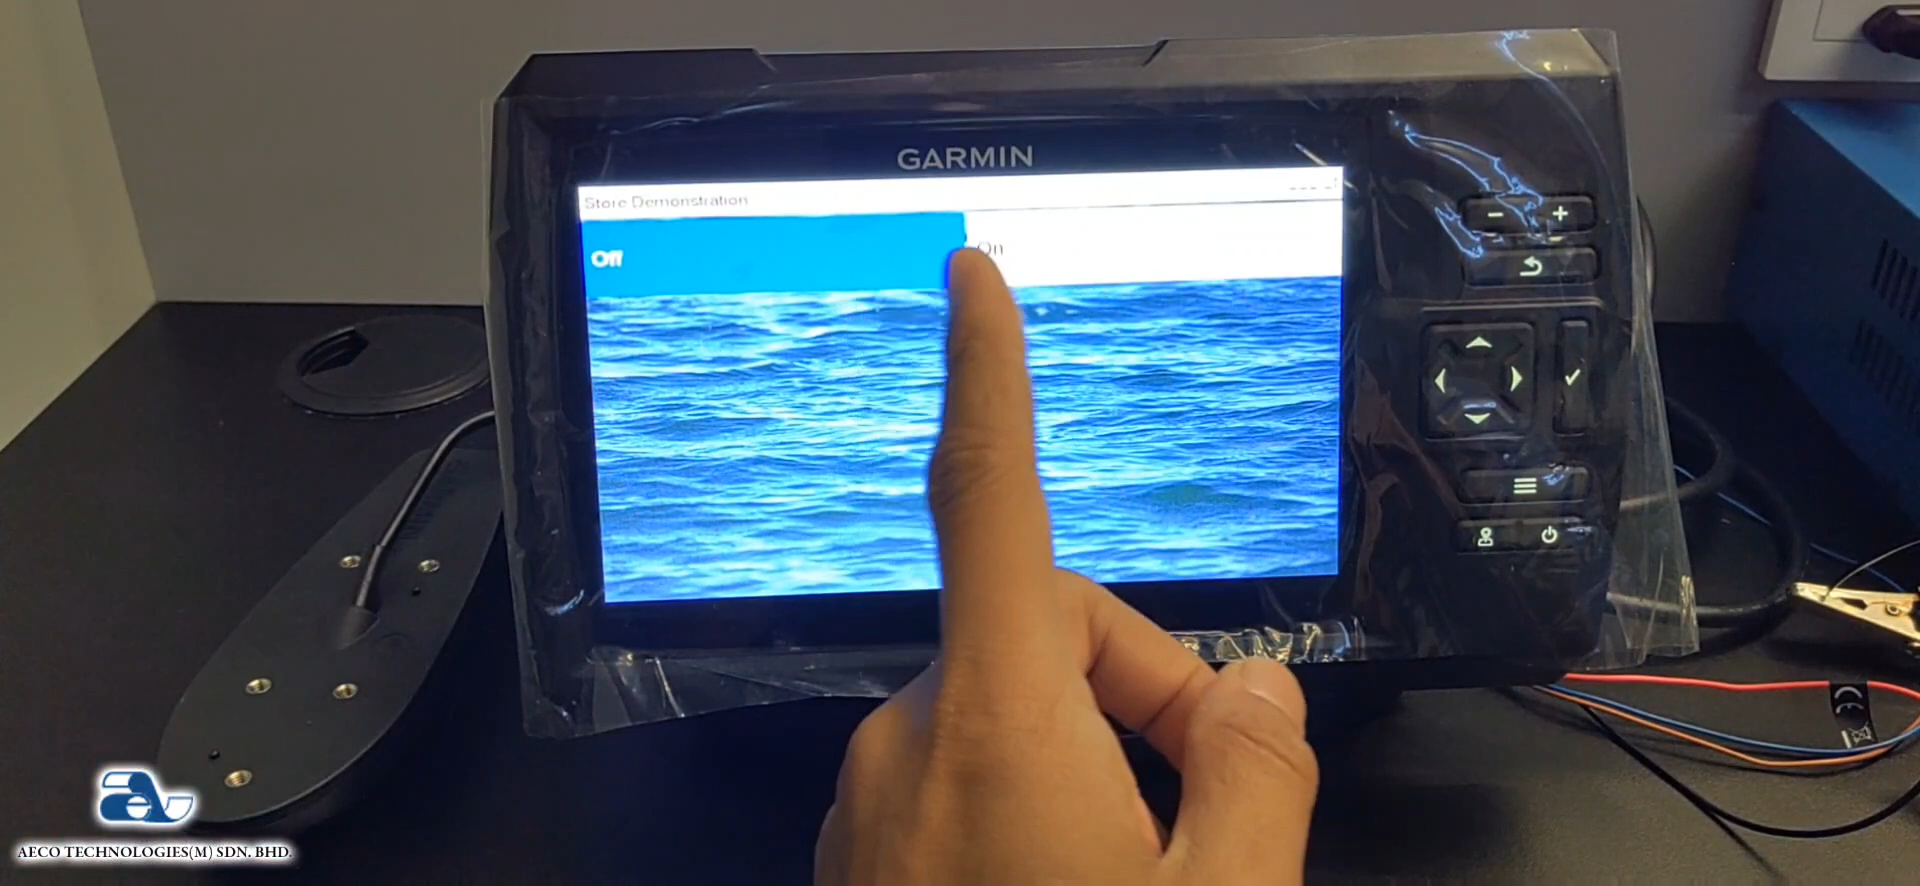 GARMIN
Store Demonstration
Off
On
AECO TECHNOLOGIES(M) SDN. BHD.